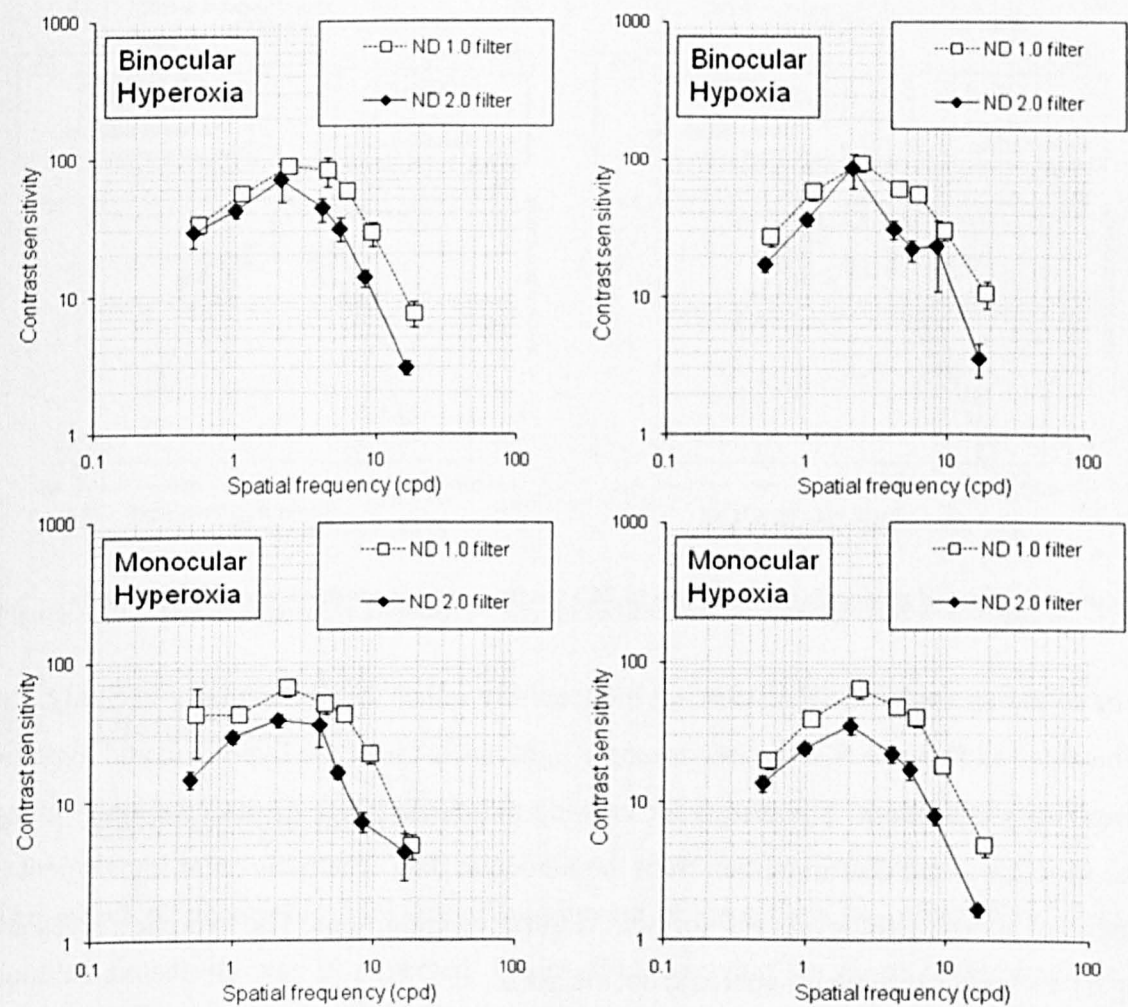 1000
Binocular
Hyperoxia
ND 1.0 filter
ND 2.0 filter
Contrast sensitivity
100
10
1
0.1
1
10
100
Spatial frequency (cpd)
1000
Binocular
Hypoxia
ND 1.0 filter
ND 2.0 filter
Contrast sensitivity
100
10
1
0.1
1
10
100
Spatial frequency (cpd)
1000
Monocular
Hyperoxia
ND 1.0 filter
ND 2.0 filter
Contrast sensitivity
100
10
1
0.1
1
10
100
Spatial frequency (cpd)
1000
Monocular
Hypoxia
ND 1.0 filter
ND 2.0 filter
Contrast sensitivity
100
10
1
0.1
1
10
100
Spatial frequency (cpd)